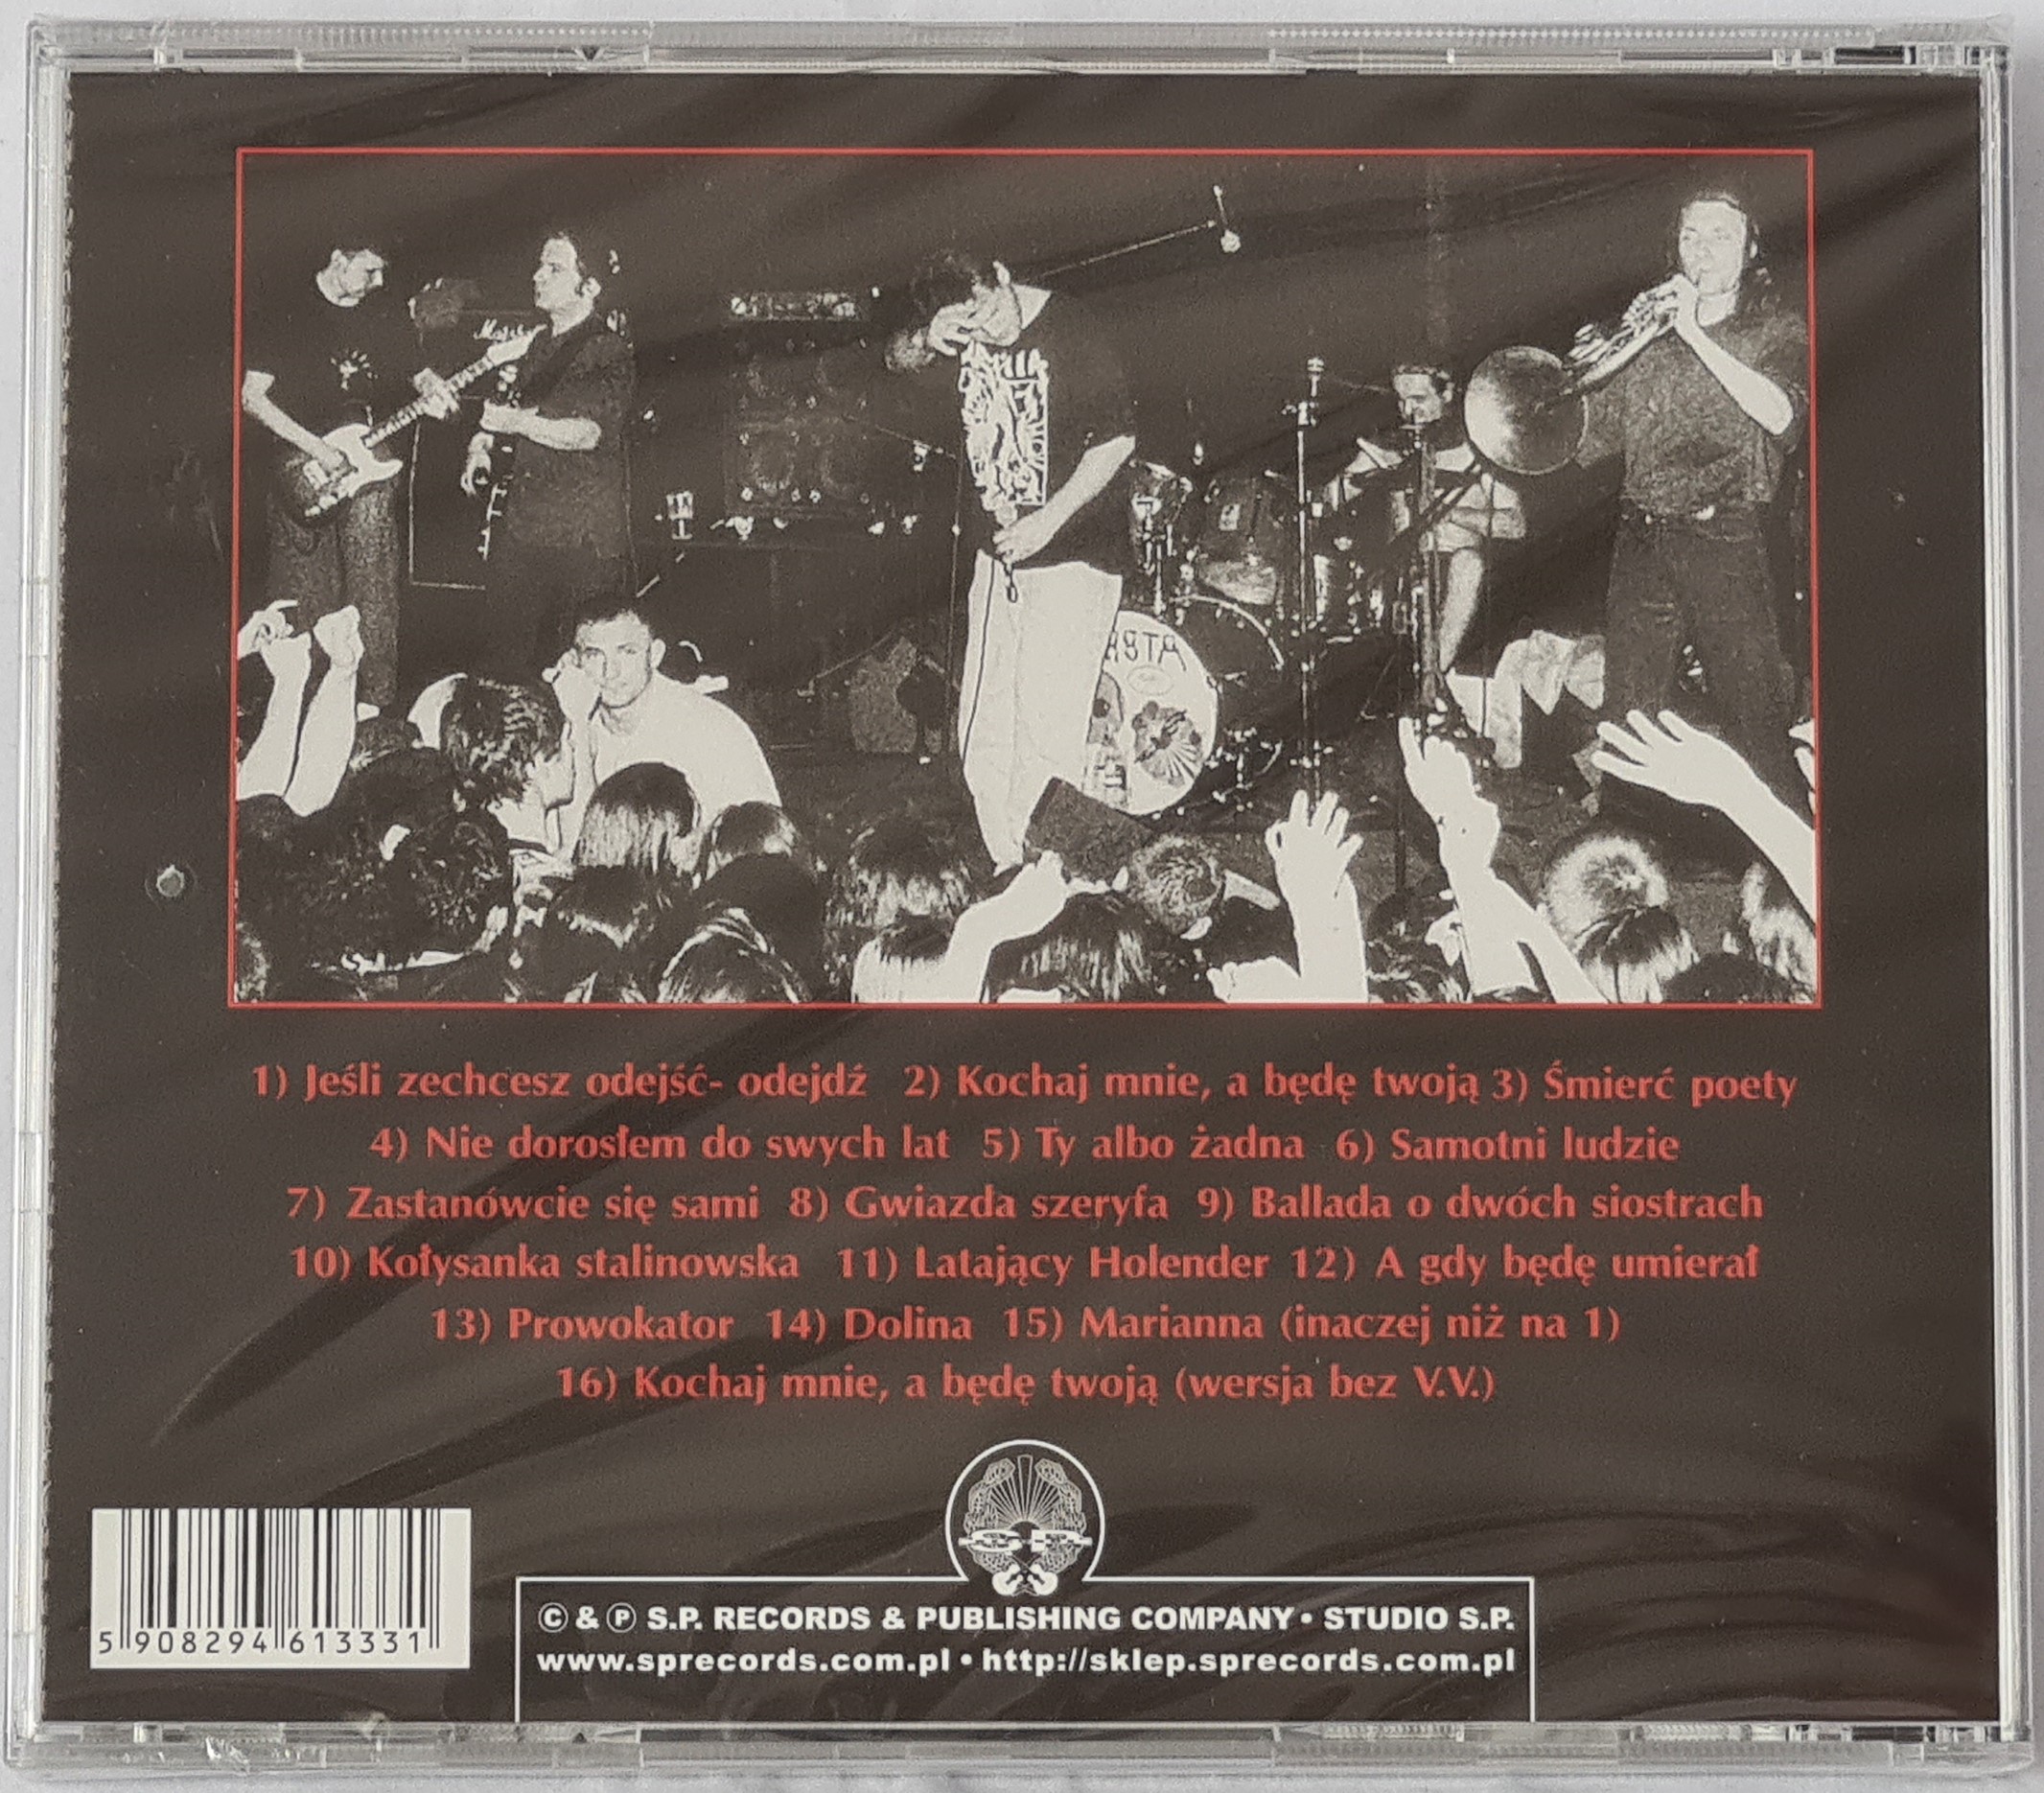 ASTA
1) Jeśli zechcesz odejść- odejdź 2) Kochaj mnie, a będę twoją 3) Śmierć poety
4) Nie dorosłem do swych lat 5) Ty albo żadna 6) Samotni ludzie
7) Zastanówcie się sami 8) Gwiazda szeryfa 9) Ballada o dwóch siostrach
10) Kołysanka stalinowska 11) Latający Holender 12) A gdy będę umierał
13) Prowokator 14) Dolina 15) Marianna (inaczej niż na 1)
16) Kochaj mnie, a będę twoją (wersja bez V.V.)
S.P.
© & ℗ S.P. RECORDS & PUBLISHING COMPANY • STUDIO S.P.
www.sprecords.com.pl • http://sklep.sprecords.com.pl
5 908294 613331